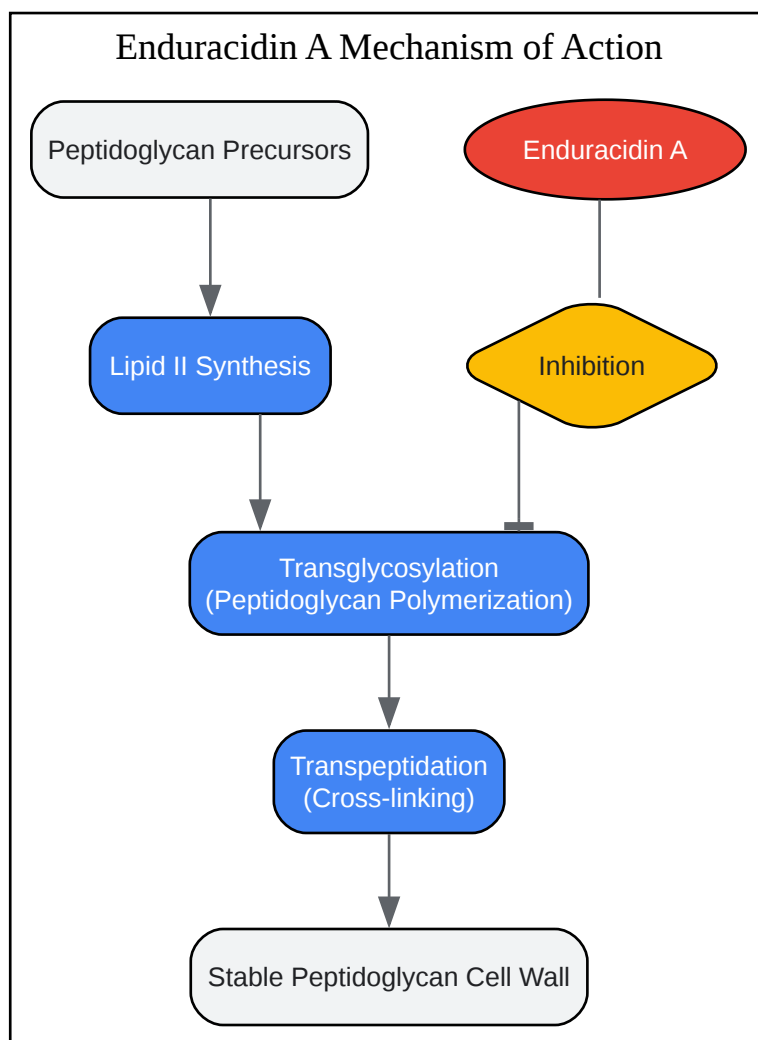 Enduracidin A Mechanism of Action
Peptidoglycan Precursors
Enduracidin A
Lipid II Synthesis
Inhibition
Transglycosylation
(Peptidoglycan Polymerization)
Transpeptidation
(Cross-linking)
Stable Peptidoglycan Cell Wall